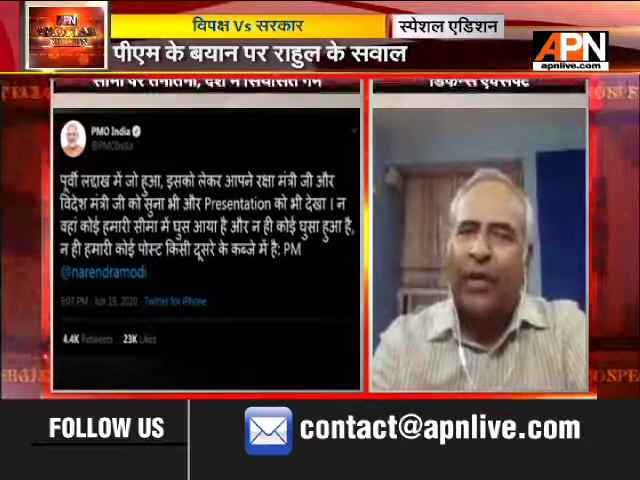 APN
विपक्ष Vs सरकार
स्पेशल एडिशन
पीएम के बयान पर राहुल के सवाल
APN
apnlive.com
PMO India
@PMOIndia
पूर्वी लद्दाख में जो हुआ, इसको लेकर आपने रक्षा मंत्री जी और
विदेश मंत्री जी को सुना भी और Presentation को भी देखा । न
वहां कोई हमारी सीमा में घुस आया है और न ही कोई घुसा हुआ है,
न ही हमारी कोई पोस्ट किसी दूसरे के कब्जे में है: PM
@narendramodi
9:07 PM · Jun 19, 2020 · Twitter for iPhone
4.4K Retweets 23K Likes
FOLLOW US
contact@apnlive.com